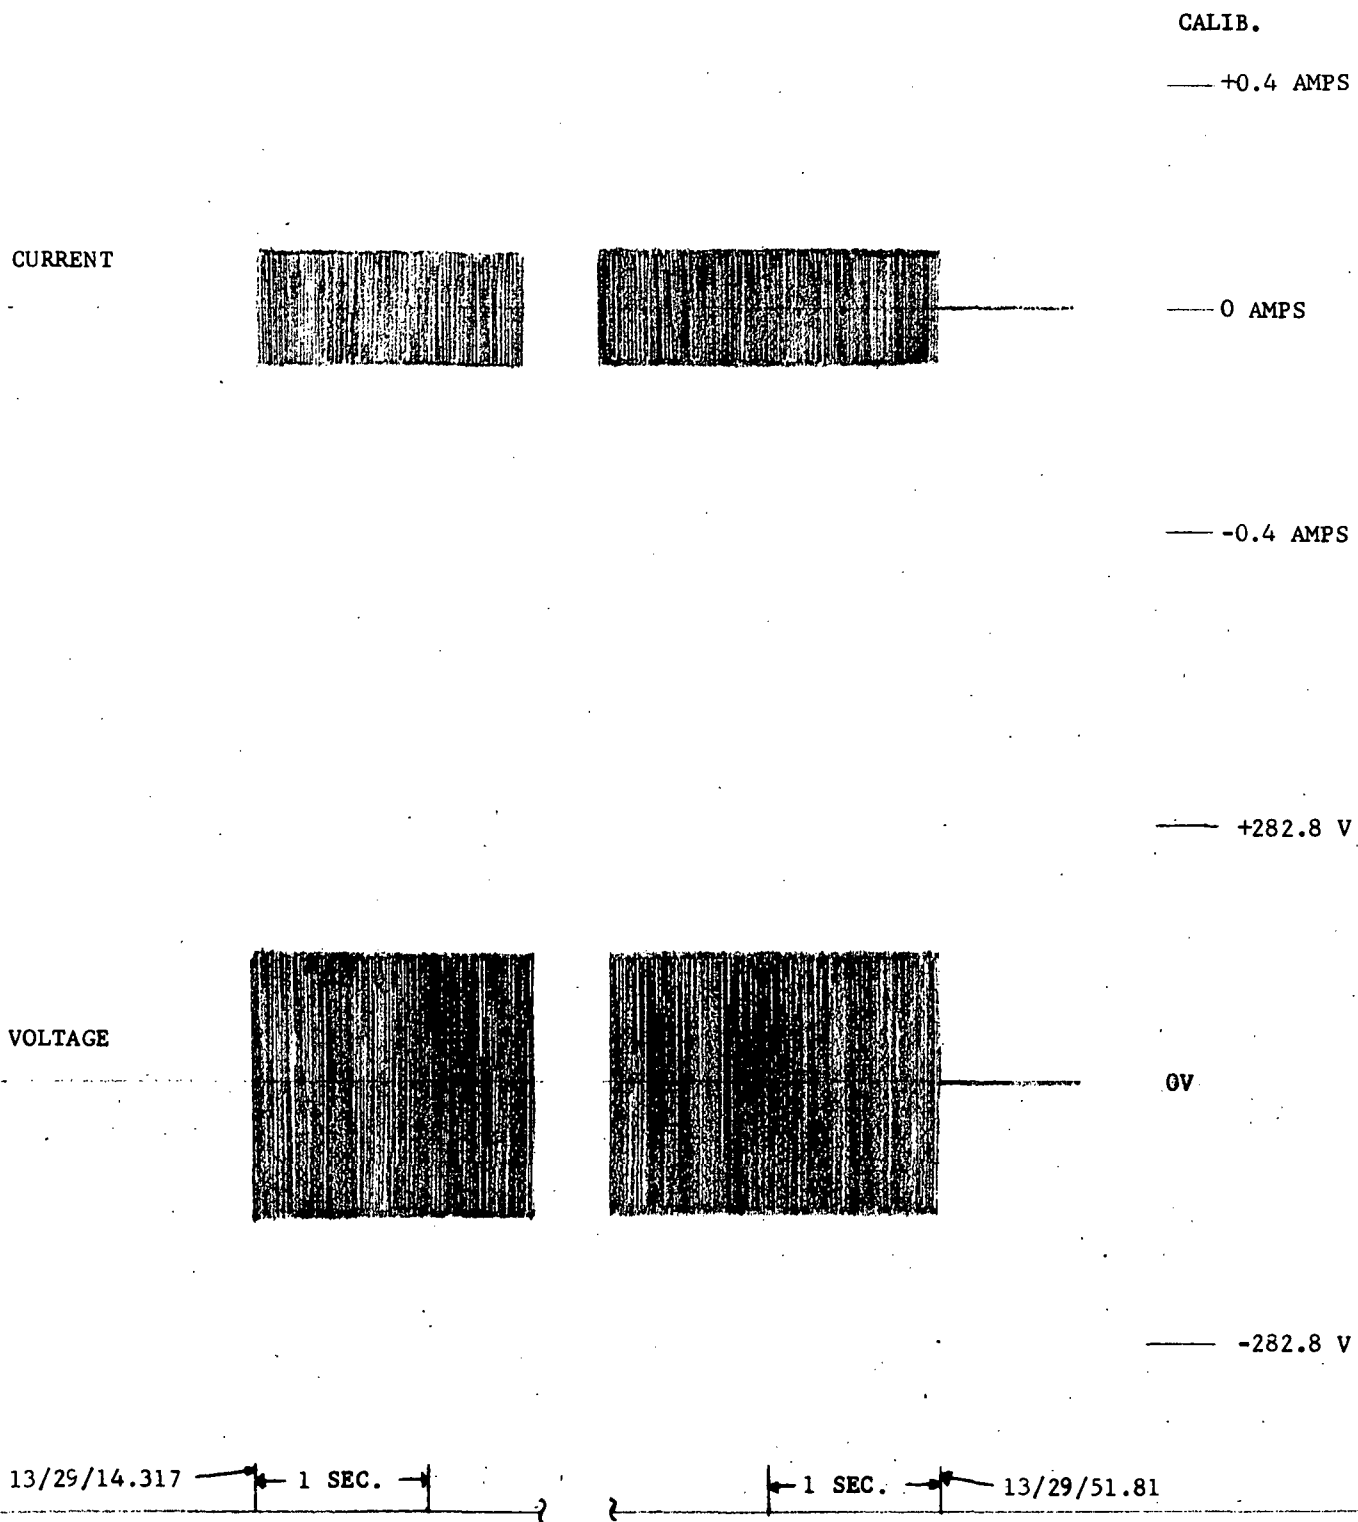 CALIB.
+0.4 AMPS
CURRENT
0 AMPS
-0.4 AMPS
+282.8 V
VOLTAGE
0V
-282.8 V
13/29/14.317
1 SEC.
1 SEC.
13/29/51.81